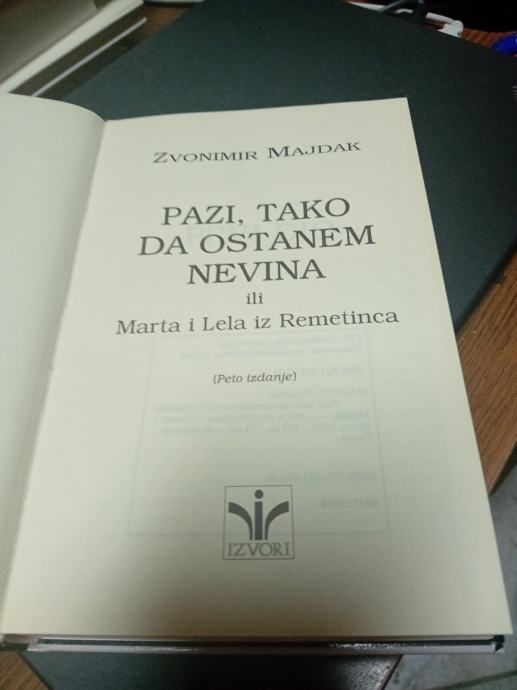 ZVONIMIR MAJDAK
PAZI, TAKO
DA OSTANEM
NEVINA
ili
Marta i Lela iz Remetinca
(Peto izdanje)
IZVORI